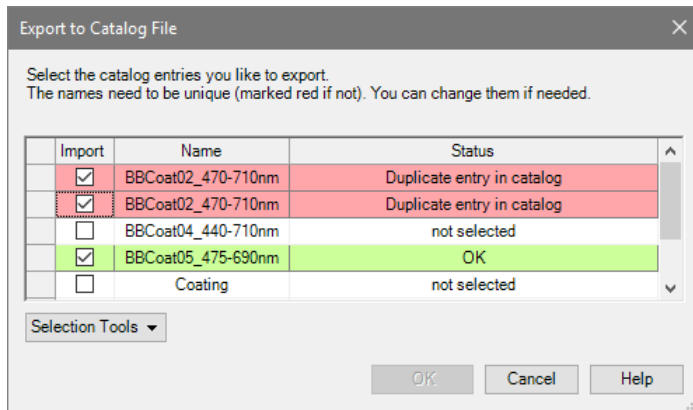 Export to Catalog File
Select the catalog entries you like to export.
The names need to be unique (marked red if not). You can change them if needed.
Import Name Status
BBCoat02_470-710nm Duplicate entry in catalog
BBCoat02_470-710nm Duplicate entry in catalog
BBCoat04_440-710nm not selected
BBCoat05_475-690nm OK
Coating not selected
Selection Tools
OK Cancel Help